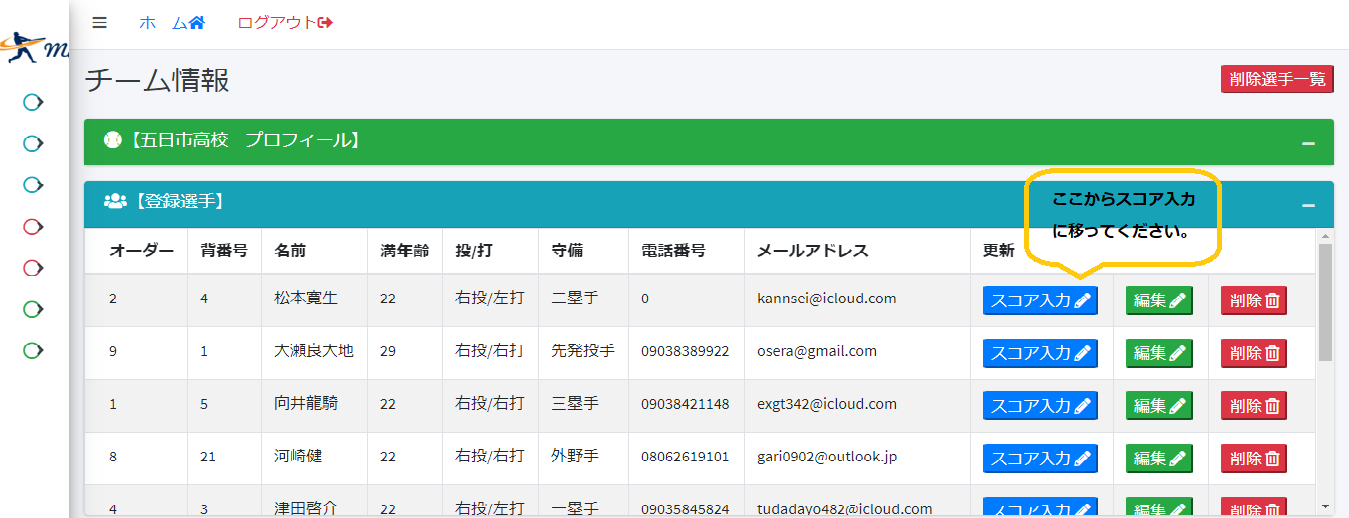 ホーム
ログアウト
チーム情報
削除選手一覧
【五日市高校　プロフィール】
【登録選手】
ここからスコア入力
に移ってください。
オーダー 背番号 名前 満年齢 投/打 守備 電話番号 メールアドレス 更新
2 4 松本寛生 22 右投/左打 二塁手 0 kannsci@icloud.com スコア入力 編集 削除
9 1 大瀬良大地 29 右投/右打 先発投手 09038389922 osera@gmail.com スコア入力 編集 削除
1 5 向井龍騎 22 右投/右打 三塁手 09038421148 exgt342@icloud.com スコア入力 編集 削除
8 21 河崎健 22 右投/右打 外野手 08062619101 gari0902@outlook.jp スコア入力 編集 削除
4 3 津田啓介 22 右投/右打 一塁手 09035845824 tudadayo482@icloud.com スコア入力 編集 削除